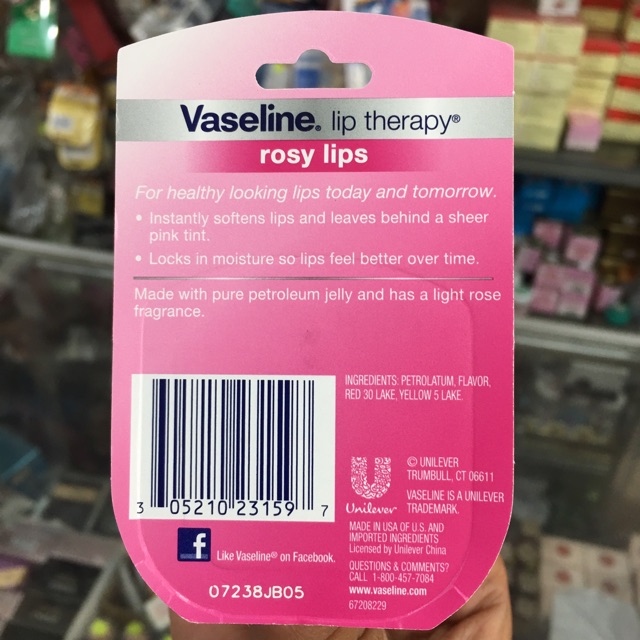 Vaseline® lip therapy®
rosy lips
For healthy looking lips today and tomorrow.
• Instantly softens lips and leaves behind a sheer
pink tint.
• Locks in moisture so lips feel better over time.
Made with pure petroleum jelly and has a light rose
fragrance.
INGREDIENTS: PETROLATUM, FLAVOR,
RED 30 LAKE, YELLOW 5 LAKE.
3 05210 23159 7
Unilever
© UNILEVER
TRUMBULL, CT 06611
VASELINE IS A UNILEVER
TRADEMARK.
MADE IN USA OF U.S. AND
IMPORTED INGREDIENTS
Licensed by Unilever China
f
Like Vaseline® on Facebook.
QUESTIONS & COMMENTS?
CALL 1-800-457-7084
www.vaseline.com
67208229
07238JB05